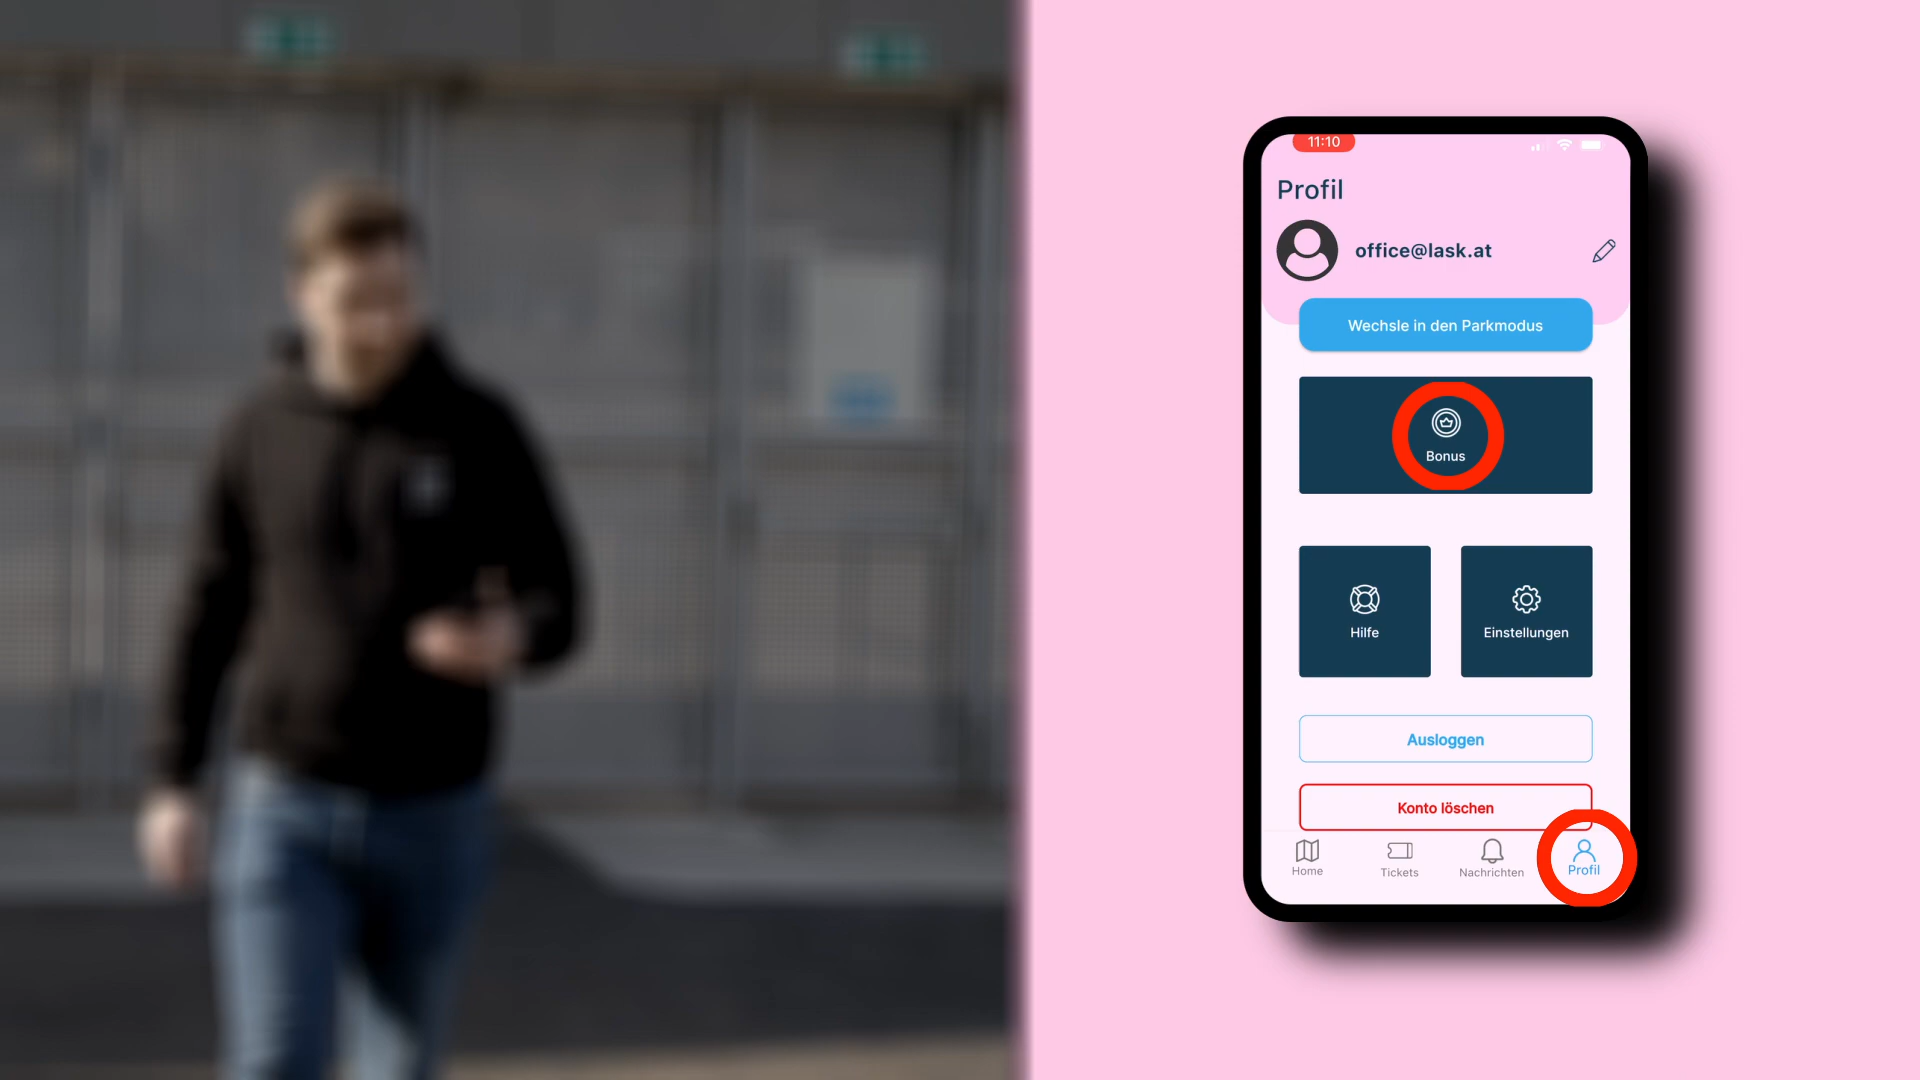 11:10
Profil
office@lask.at
Wechsle in den Parkmodus
Bonus
Hilfe
Einstellungen
Ausloggen
Konto löschen
Home
Tickets
Nachrichten
Profil